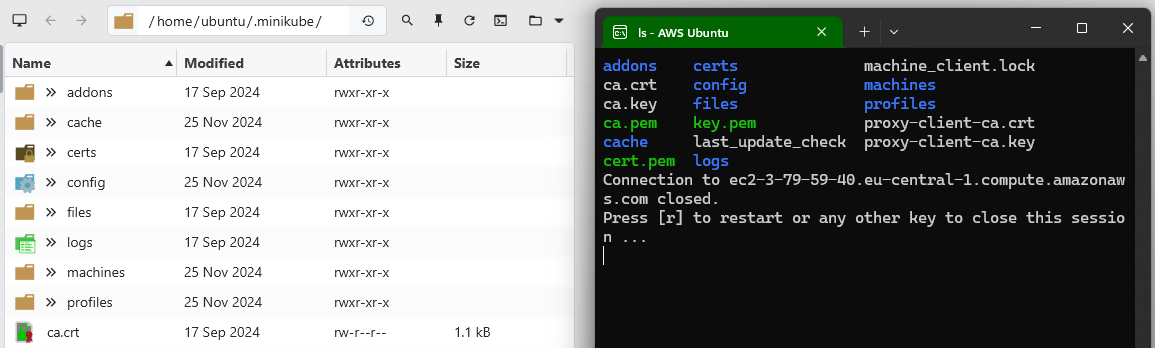 /home/ubuntu/.minikube/
Name Modified Attributes Size
addons 17 Sep 2024 rwxr-xr-x
cache 25 Nov 2024 rwxr-xr-x
certs 17 Sep 2024 rwxr-xr-x
config 25 Nov 2024 rwxr-xr-x
files 17 Sep 2024 rwxr-xr-x
logs 17 Sep 2024 rwxr-xr-x
machines 25 Nov 2024 rwxr-xr-x
profiles 25 Nov 2024 rwxr-xr-x
ca.crt 17 Sep 2024 rw-r--r-- 1.1 kB
ls - AWS Ubuntu
addons certs machine_client.lock
ca.crt config machines
ca.key files profiles
ca.pem key.pem proxy-client-ca.crt
cache last_update_check proxy-client-ca.key
cert.pem logs
Connection to ec2-3-79-59-40.eu-central-1.compute.amazonaw
s.com closed.
Press [r] to restart or any other key to close this sessio
n ...